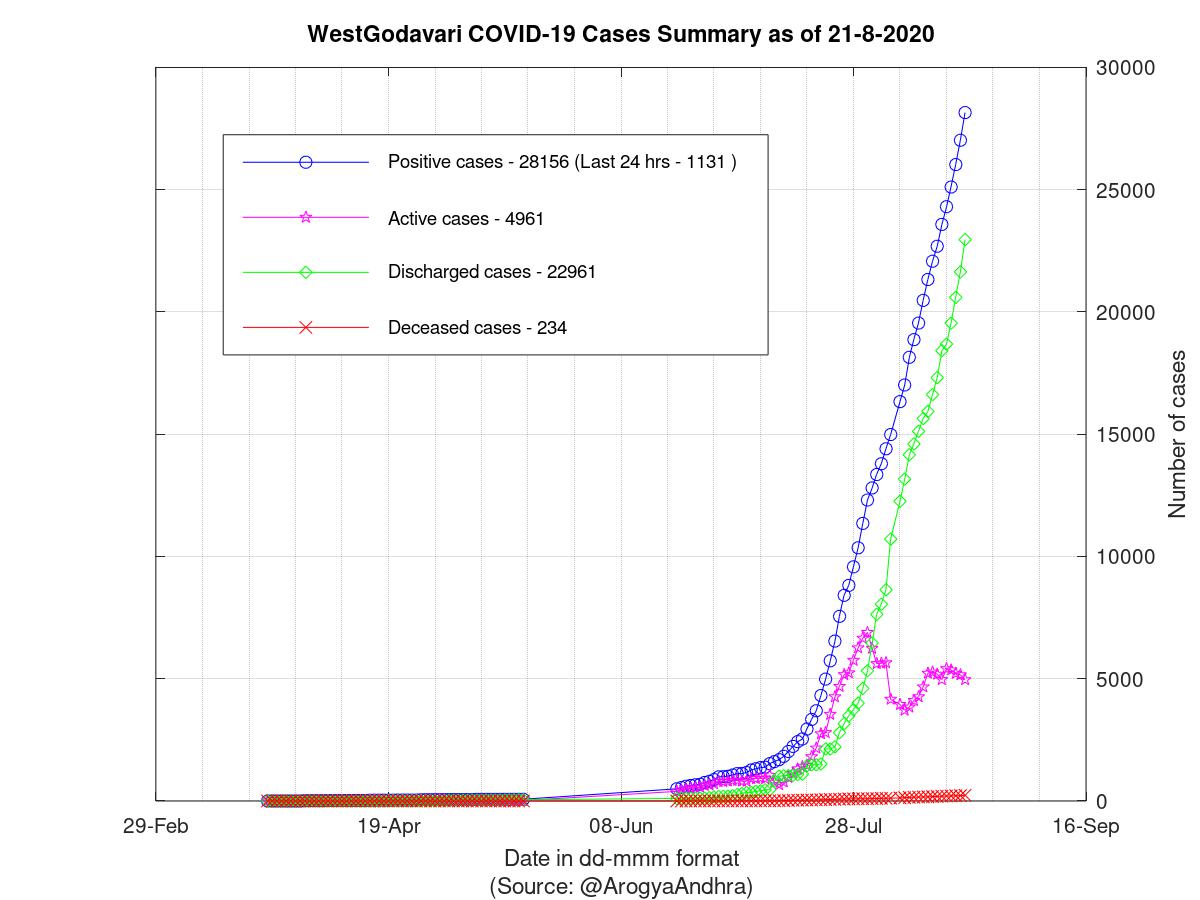 WestGodavari COVID-19 Cases Summary as of 21-8-2020
30000
25000
20000
15000
10000
5000
0
Number of cases
Positive cases - 28156 (Last 24 hrs - 1131 )
Active cases - 4961
Discharged cases - 22961
Deceased cases - 234
29-Feb 19-Apr 08-Jun 28-Jul 16-Sep
Date in dd-mmm format
(Source: @ArogyaAndhra)